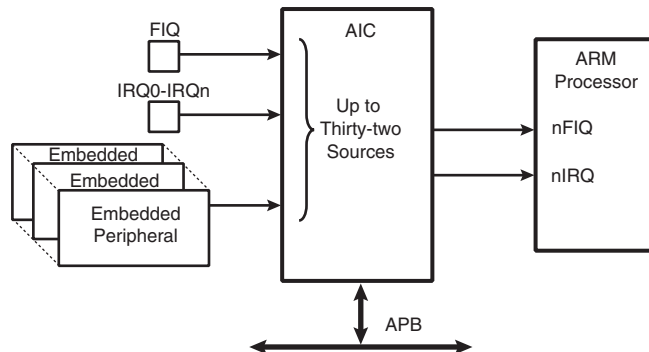 FIQ
IRQ0-IRQn
Embedded
Embedded
Embedded
Peripheral
AIC
Up to
Thirty-two
Sources
ARM
Processor
nFIQ
nIRQ
APB